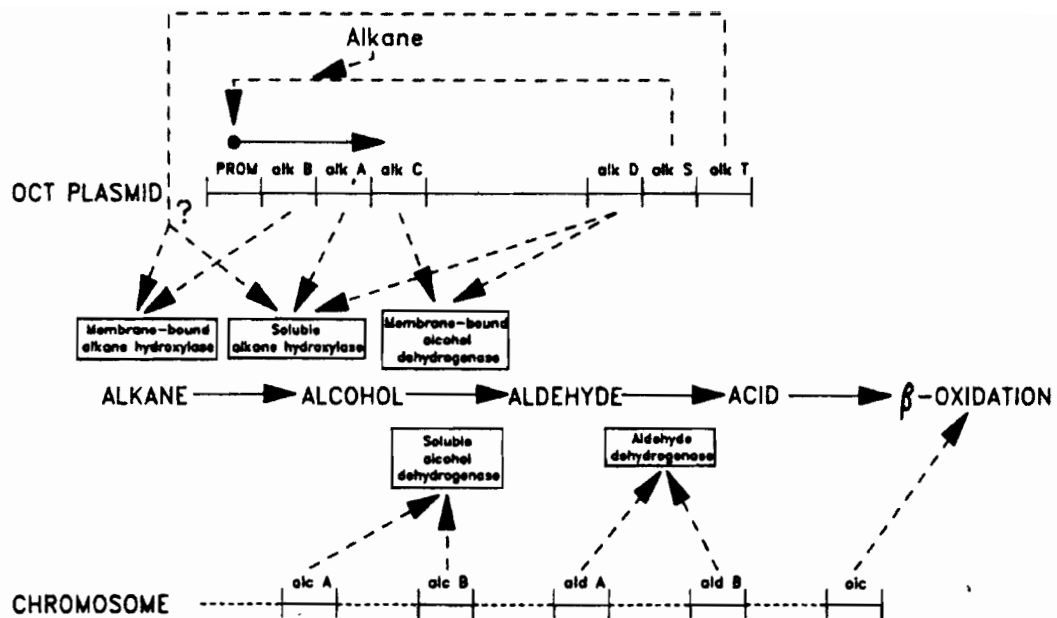 Alkane
PROM alk B alk A alk C alk D alk S alk T
OCT PLASMID
?
Membrane-bound
alkane hydroxylase
Soluble
alkane hydroxylase
Membrane-bound
alcohol
dehydrogenase
ALKANE ALCOHOL ALDEHYDE ACID β-OXIDATION
Soluble
alcohol
dehydrogenase
Aldehyde
dehydrogenase
alc A alc B ald A ald B oic
CHROMOSOME